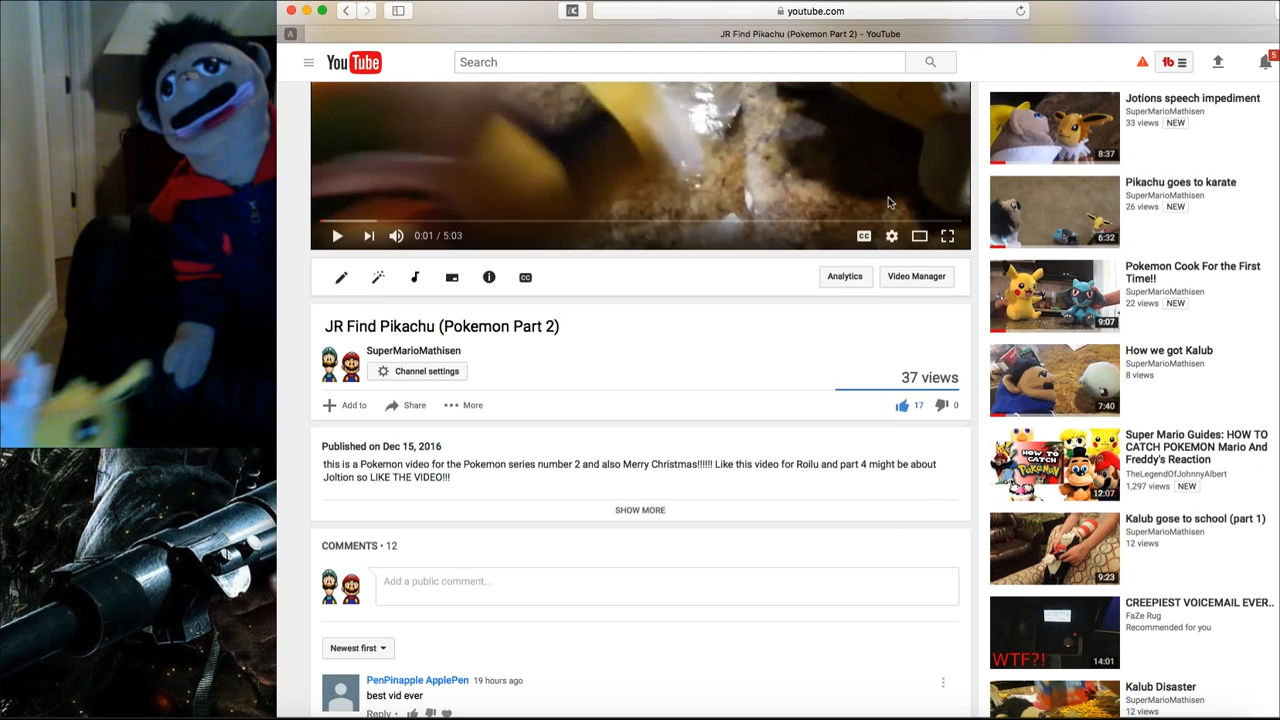 youtube.com
JR Find Pikachu (Pokemon Part 2) - YouTube
A
YouTube
Search
tb
5
0:01 / 5:03
CC
CC
Analytics
Video Manager
JR Find Pikachu (Pokemon Part 2)
SuperMarioMathisen
Channel settings
37 views
Add to
Share
More
17
0
Published on Dec 15, 2016
this is a Pokemon video for the Pokemon series number 2 and also Merry Christmas!!!!!! Like this video for Roilu and part 4 might be about
Joltion so LIKE THE VIDEO!!!
SHOW MORE
COMMENTS • 12
Add a public comment...
Newest first
PenPinapple ApplePen 19 hours ago
best vid ever
Reply
Jotions speech impediment
SuperMarioMathisen
33 views NEW
8:37
Pikachu goes to karate
SuperMarioMathisen
26 views NEW
6:32
Pokemon Cook For the First
Time!!
SuperMarioMathisen
22 views NEW
9:07
How we got Kalub
SuperMarioMathisen
8 views
7:40
Super Mario Guides: HOW TO
CATCH POKEMON Mario And
Freddy's Reaction
TheLegendOfJohnnyAlbert
1,297 views NEW
HOW TO
CATCH
POKEMON
12:07
Kalub gose to school (part 1)
SuperMarioMathisen
12 views
9:23
CREEPIEST VOICEMAIL EVER..
FaZe Rug
Recommended for you
WTF?!
14:01
Kalub Disaster
SuperMarioMathisen
12 views